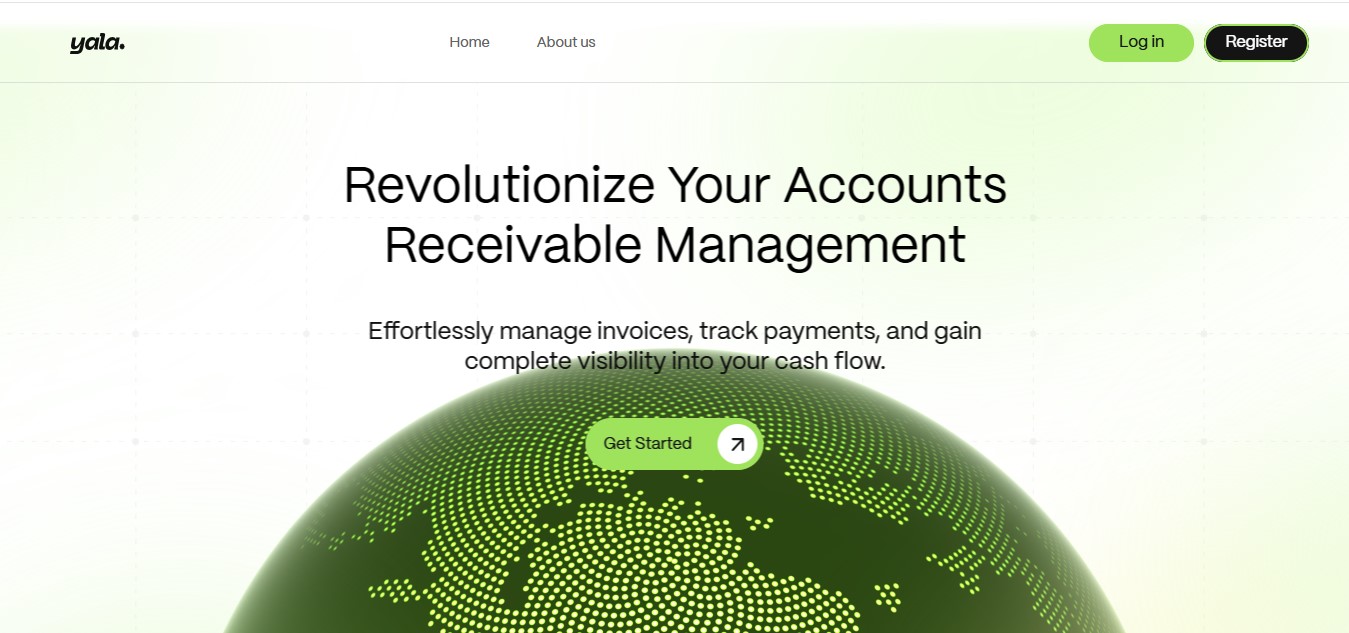 yala.
Home
About us
Log in
Register
Revolutionize Your Accounts
Receivable Management
Effortlessly manage invoices, track payments, and gain
complete visibility into your cash flow.
Get Started